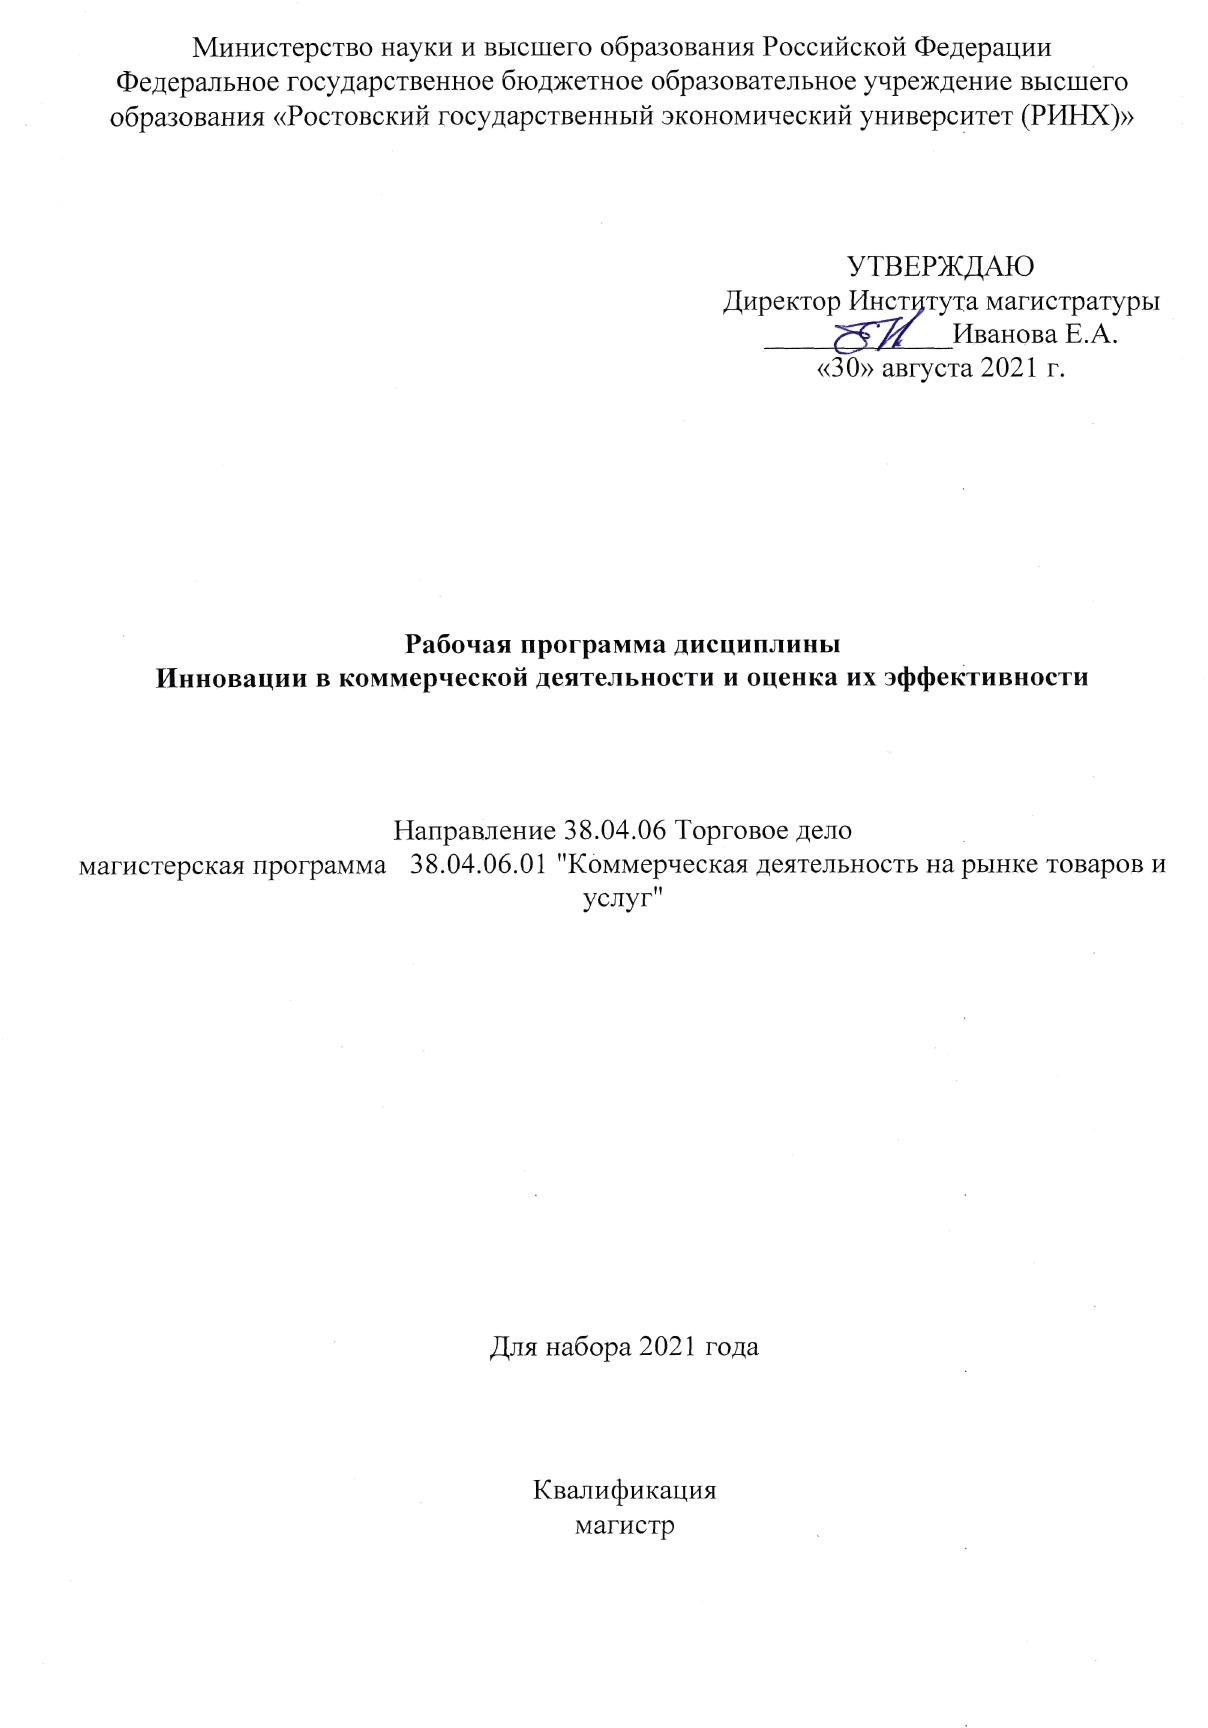 Министерство науки и высшего образования Российской Федерации
Федеральное государственное бюджетное образовательное учреждение высшего
образования «Ростовский государственный экономический университет (РИНХ)»
УТВЕРЖДАЮ
Директор Института магистратуры
Иванова Е.А.
«30» августа 2021 г.
Рабочая программа дисциплины
Инновации в коммерческой деятельности и оценка их эффективности
Направление 38.04.06 Торговое дело
магистерская программа 38.04.06.01 "Коммерческая деятельность на рынке товаров и
услуг"
Для набора 2021 года
Квалификация
магистр